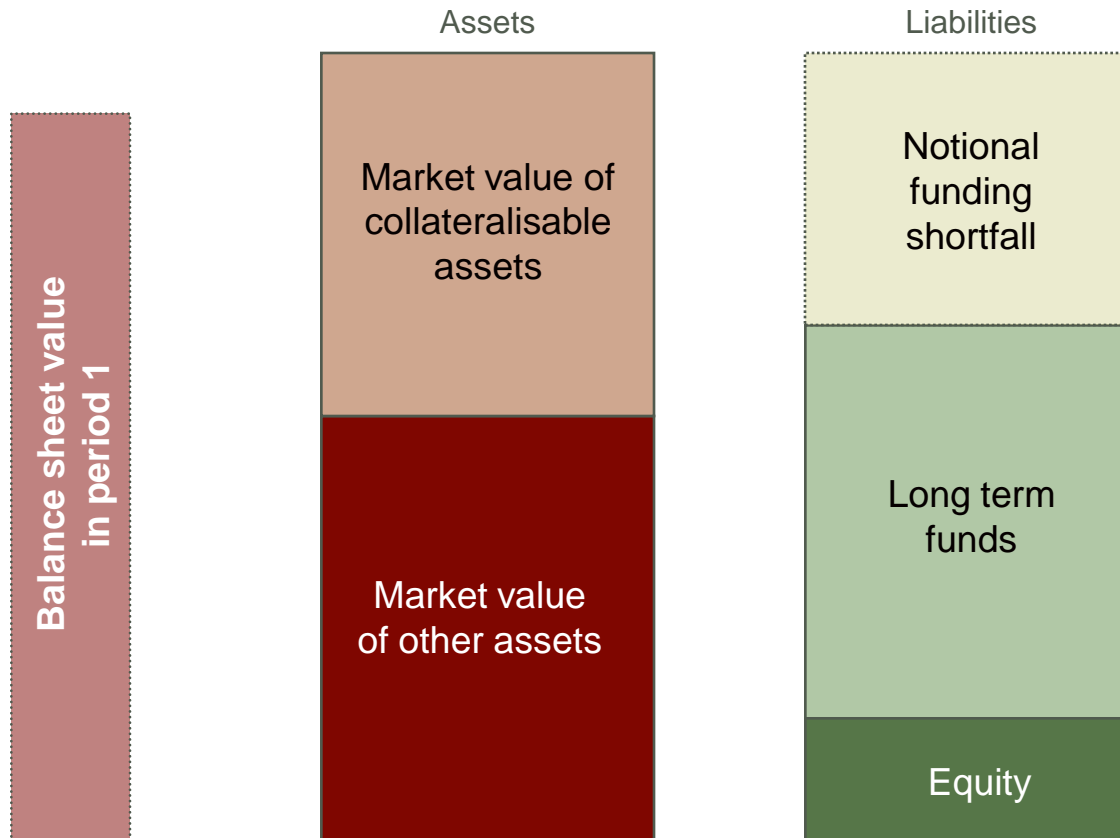 Assets
Liabilities
Balance sheet value
in period 1
Market value of
collateralisable
assets
Market value
of other assets
Notional
funding
shortfall
Long term
funds
Equity